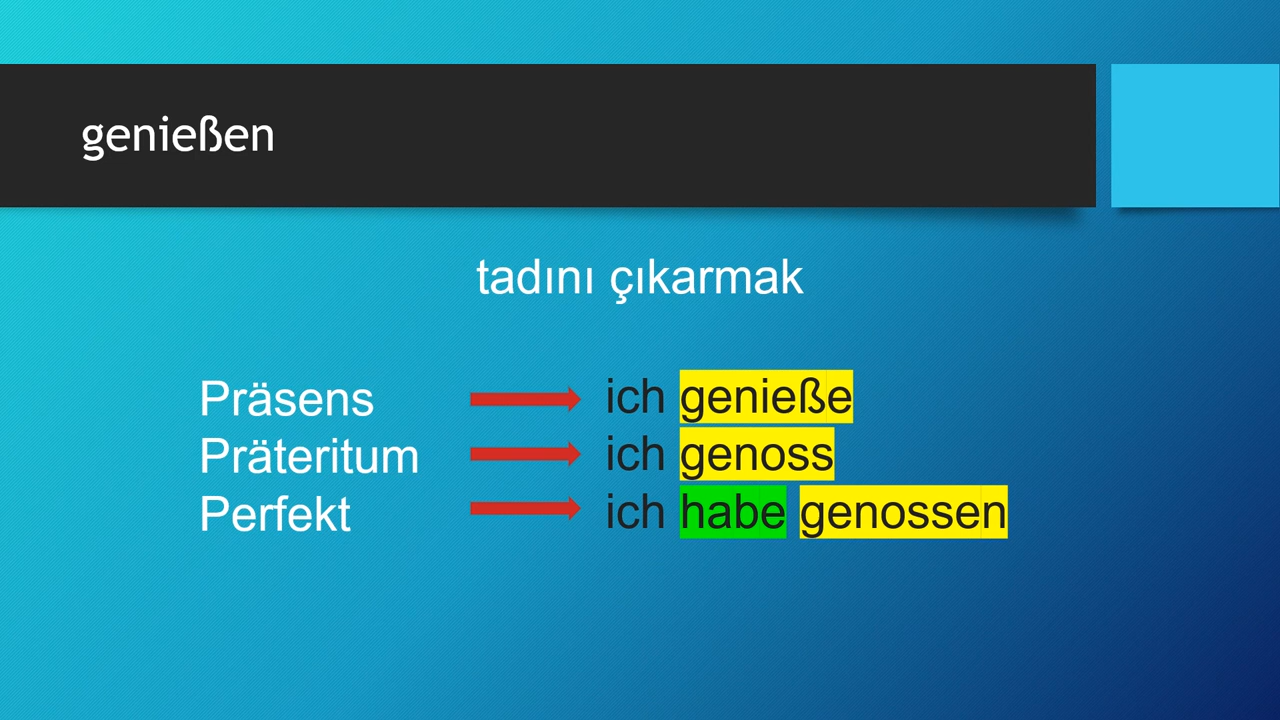 genießen
tadını çıkarmak
Präsens ich genieße
Präteritum ich genoss
Perfekt ich habe genossen